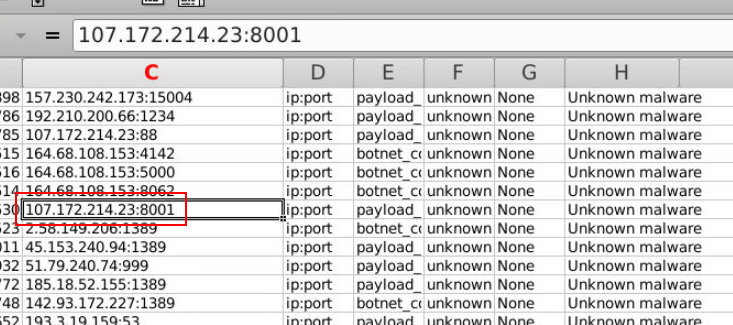 = 107.172.214.23:8001
C D E F G H
398 157.230.242.173:15004 ip:port payload_ unknown None Unknown malware
786 192.210.200.66:1234 ip:port payload_ unknown None Unknown malware
785 107.172.214.23:88 ip:port payload_ unknown None Unknown malware
515 164.68.108.153:4142 ip:port botnet_cc unknown None Unknown malware
516 164.68.108.153:5000 ip:port botnet_cc unknown None Unknown malware
514 164.68.108.153:8062 ip:port botnet_cc unknown None Unknown malware
530 107.172.214.23:8001 ip:port payload_ unknown None Unknown malware
523 2.58.149.206:1389 ip:port botnet_cc unknown None Unknown malware
011 45.153.240.94:1389 ip:port payload_ unknown None Unknown malware
032 51.79.240.74:999 ip:port payload_ unknown None Unknown malware
772 185.18.52.155:1389 ip:port payload_ unknown None Unknown malware
748 142.93.172.227:1389 ip:port botnet_cc unknown None Unknown malware
552 193.3.19.159:53 ip:port payload_ unknown None Unknown malware